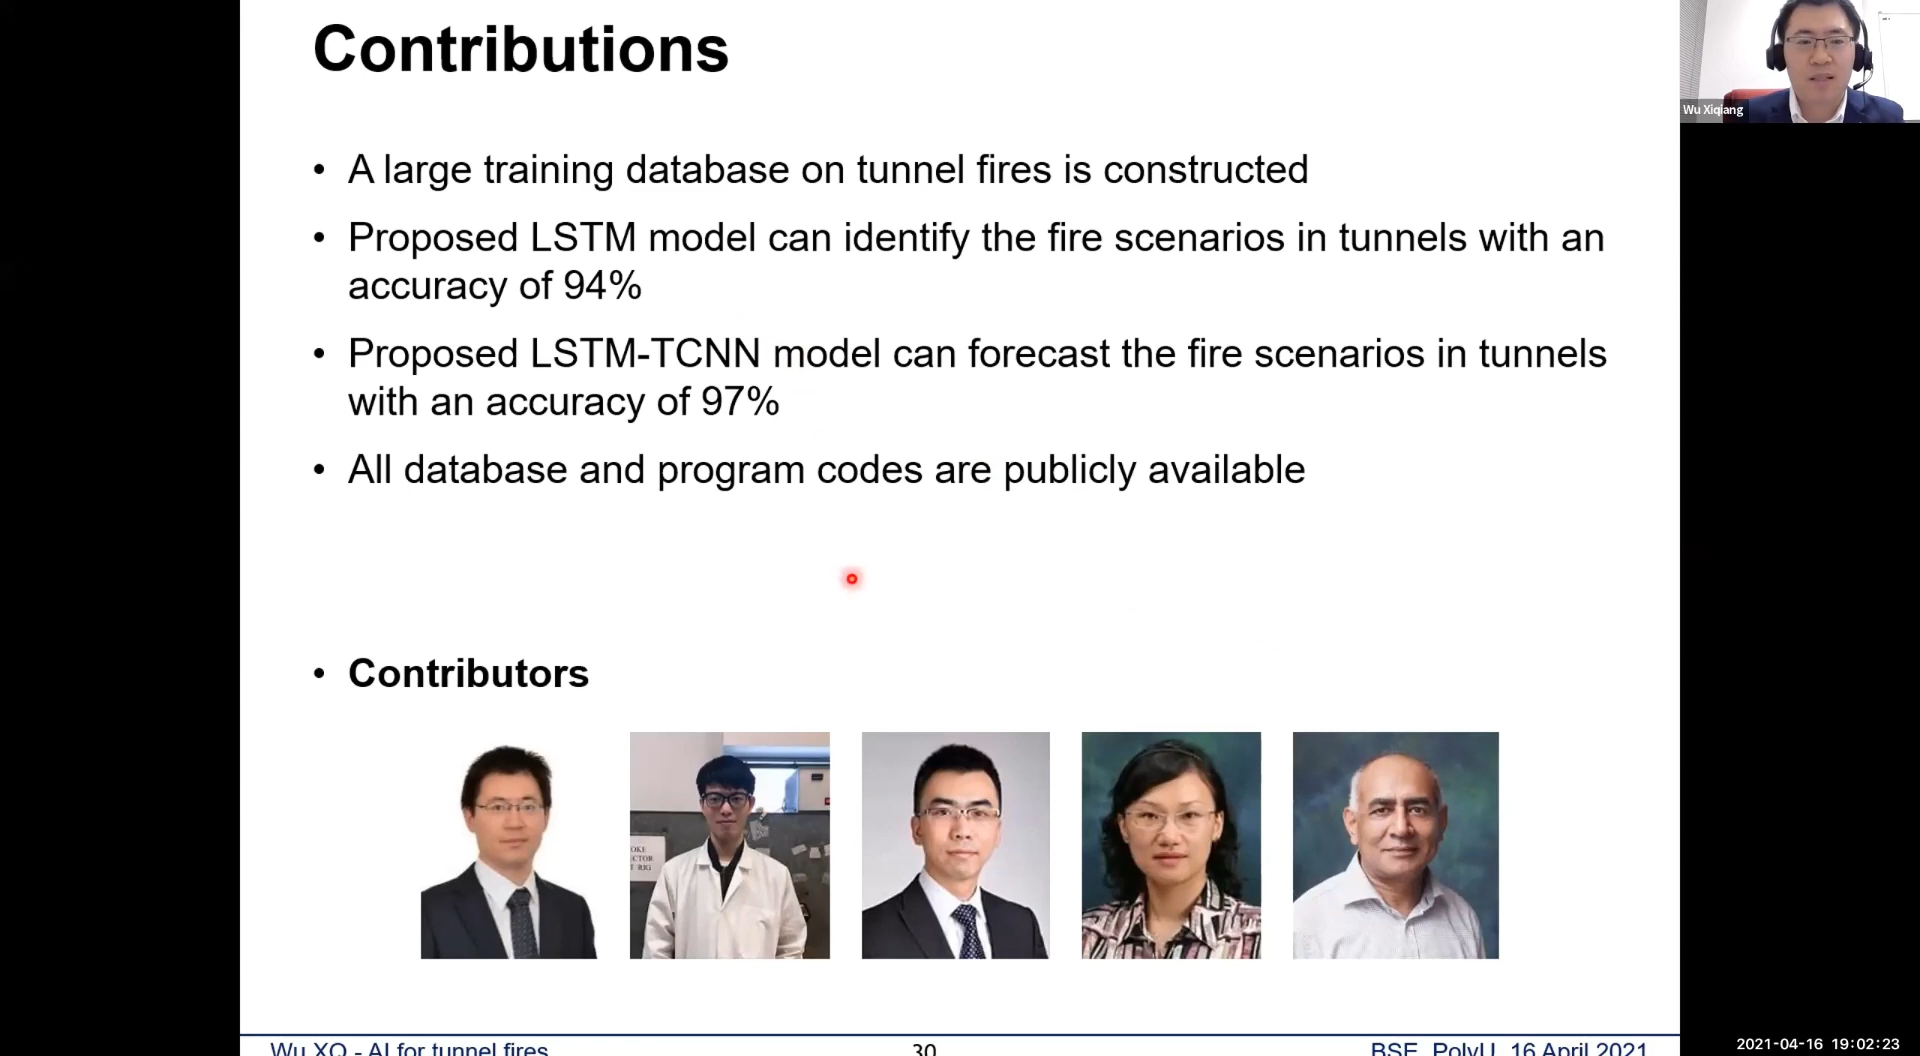 Contributions
Wu Xiqiang
• A large training database on tunnel fires is constructed
• Proposed LSTM model can identify the fire scenarios in tunnels with an
accuracy of 94%
• Proposed LSTM-TCNN model can forecast the fire scenarios in tunnels
with an accuracy of 97%
• All database and program codes are publicly available
• Contributors
OKE
ECTOR
T RIG
Wu XQ - AI for tunnel fires
30
BSE, PolyU, 16 April 2021
2021-04-16 19:02:23